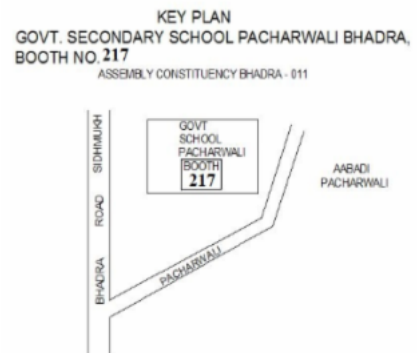 KEY PLAN
GOVT. SECONDARY SCHOOL PACHARWALI BHADRA,
BOOTH NO. 217
ASSEMBLY CONSTITUENCY BHADRA - 011
GOVT
SCHOOL
PACHARWALI
BOOTH
217
AABADI
PACHARWALI
BHADRA ROAD SIDHMUKH
PACHARWALI